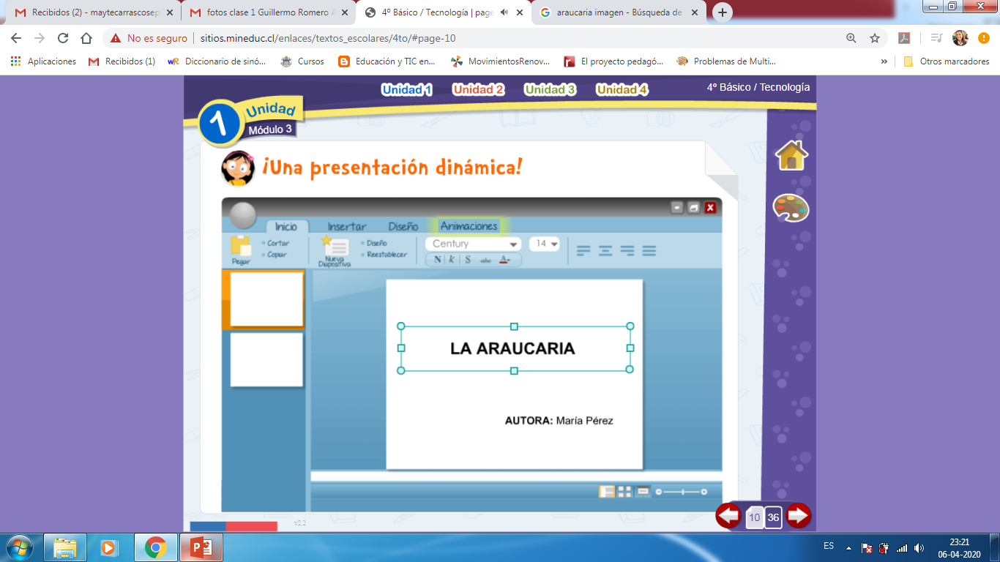 Recibidos (2) - maytecarrascosep
fotos clase 1 Guillermo Romero A
4º Básico / Tecnología | page
araucaria imagen - Búsqueda de
No es seguro | sitios.mineduc.cl/enlaces/textos_escolares/4to/#page-10
Aplicaciones
Recibidos (1)
wR Diccionario de sinó...
Cursos
Educación y TIC en...
MovimientosRenov...
El proyecto pedagó...
Problemas de Multi...
»
Otros marcadores
Unidad 1 Unidad 2 Unidad 3 Unidad 4
4º Básico / Tecnología
1 Unidad
Módulo 3
¡Una presentación dinámica!
Inicio Insertar Diseño Animaciones
Pegar
Cortar
Copiar
Nueva Diapositiva
Diseño
Reestablecer
Century 14
N k S abc A
LA ARAUCARIA
AUTORA: María Pérez
10 36
v2.2
ES
23:21
06-04-2020